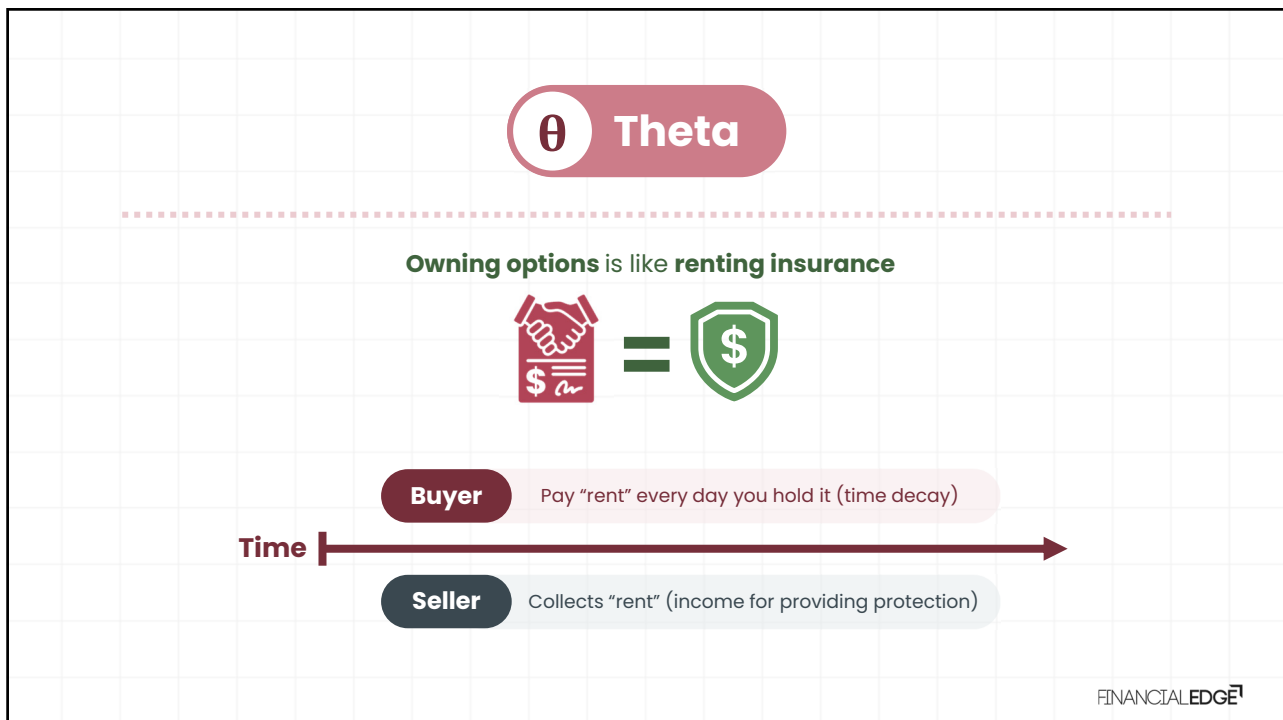 θ Theta
Owning options is like renting insurance
$ = $
Buyer Pay “rent” every day you hold it (time decay)
Time
Seller Collects “rent” (income for providing protection)
FINANCIALEDGE